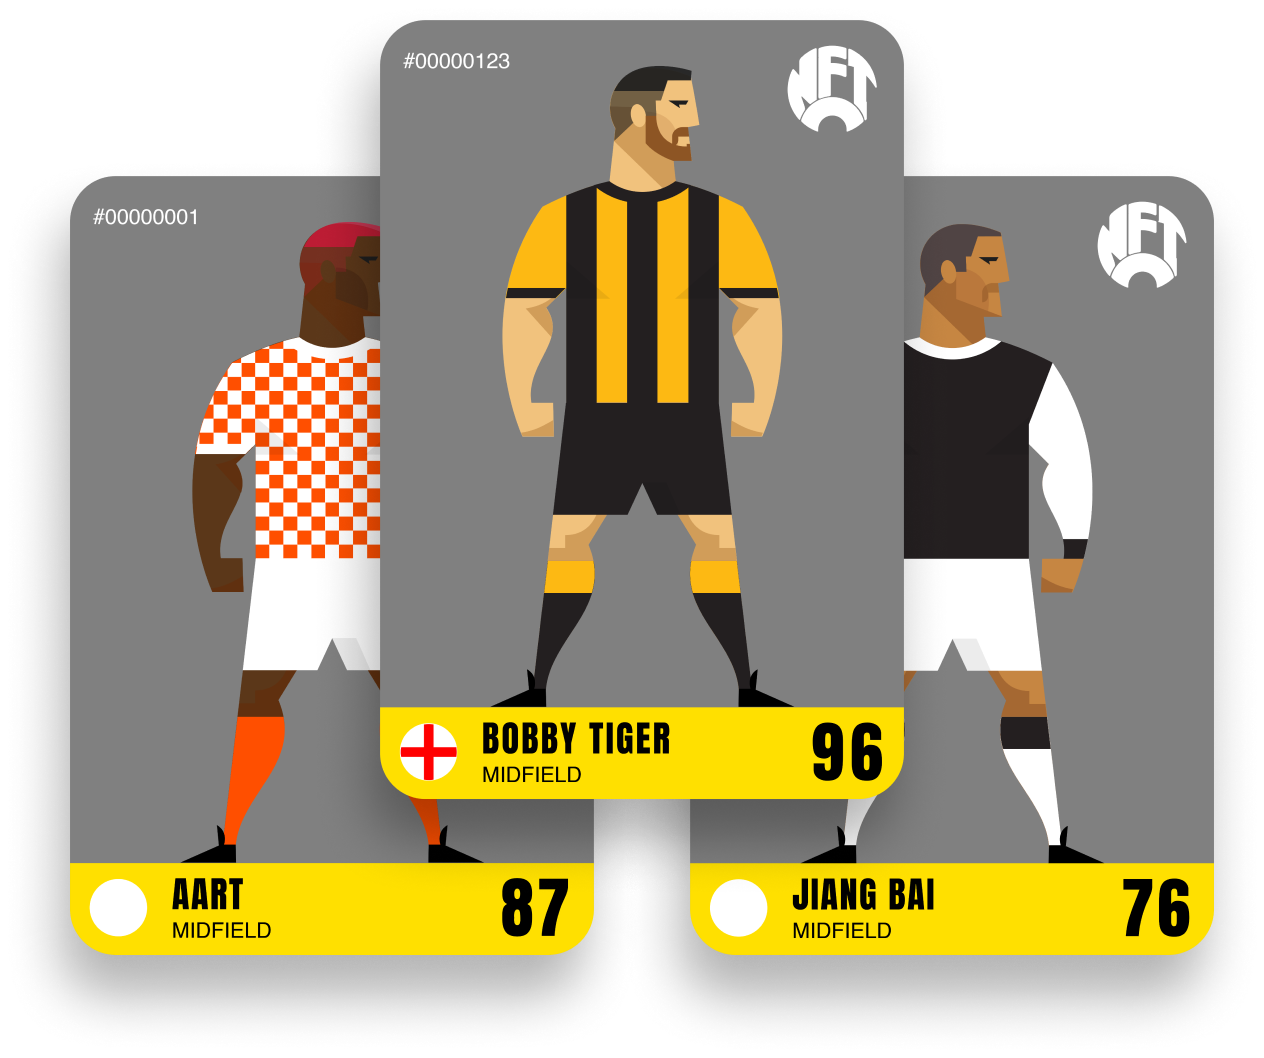 #00000123
NFT
BOBBY TIGER
MIDFIELD
96
#00000001
AART
MIDFIELD
87
NFT
JIANG BAI
MIDFIELD
76